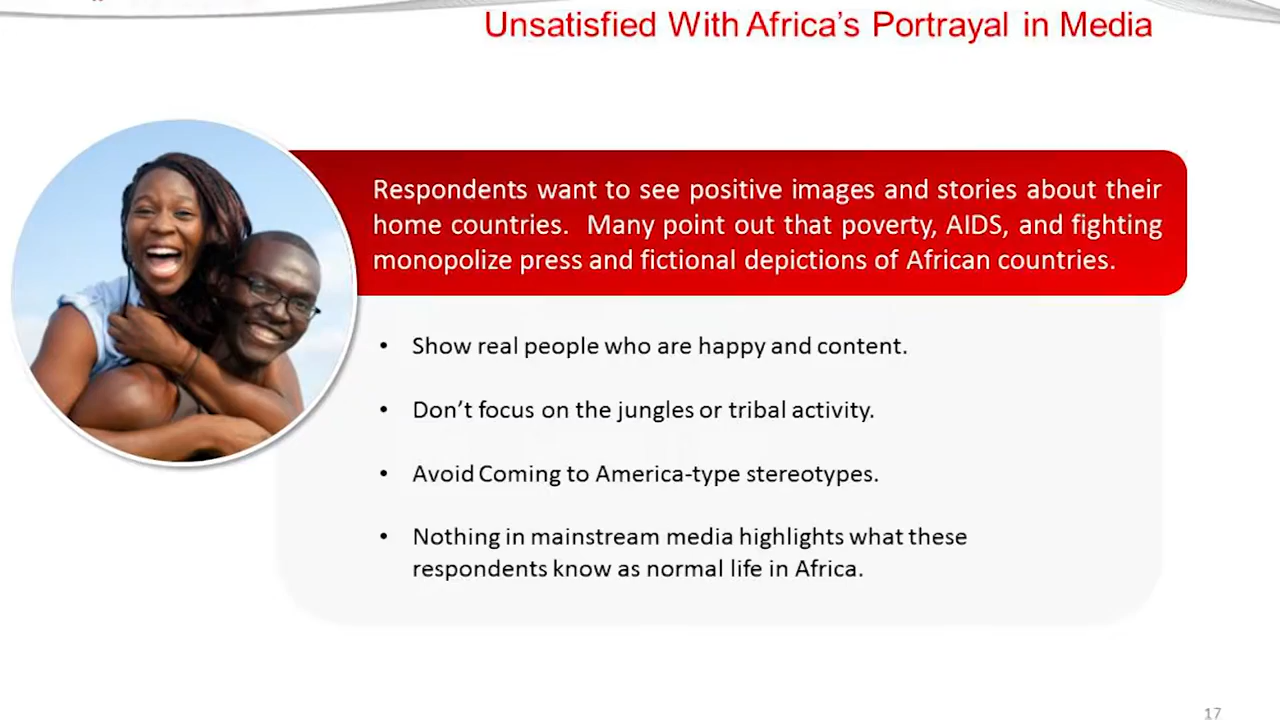 Unsatisfied With Africa's Portrayal in Media
Respondents want to see positive images and stories about their
home countries.  Many point out that poverty, AIDS, and fighting
monopolize press and fictional depictions of African countries.
• Show real people who are happy and content.
• Don't focus on the jungles or tribal activity.
• Avoid Coming to America-type stereotypes.
• Nothing in mainstream media highlights what these
respondents know as normal life in Africa.
17